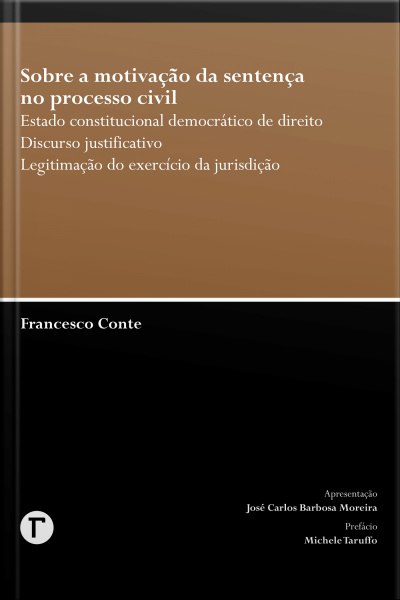 Sobre a motivação da sentença
no processo civil
Estado constitucional democrático de direito
Discurso justificativo
Legitimação do exercício da jurisdição
Francesco Conte
Apresentação
José Carlos Barbosa Moreira
Prefácio
Michele Taruffo